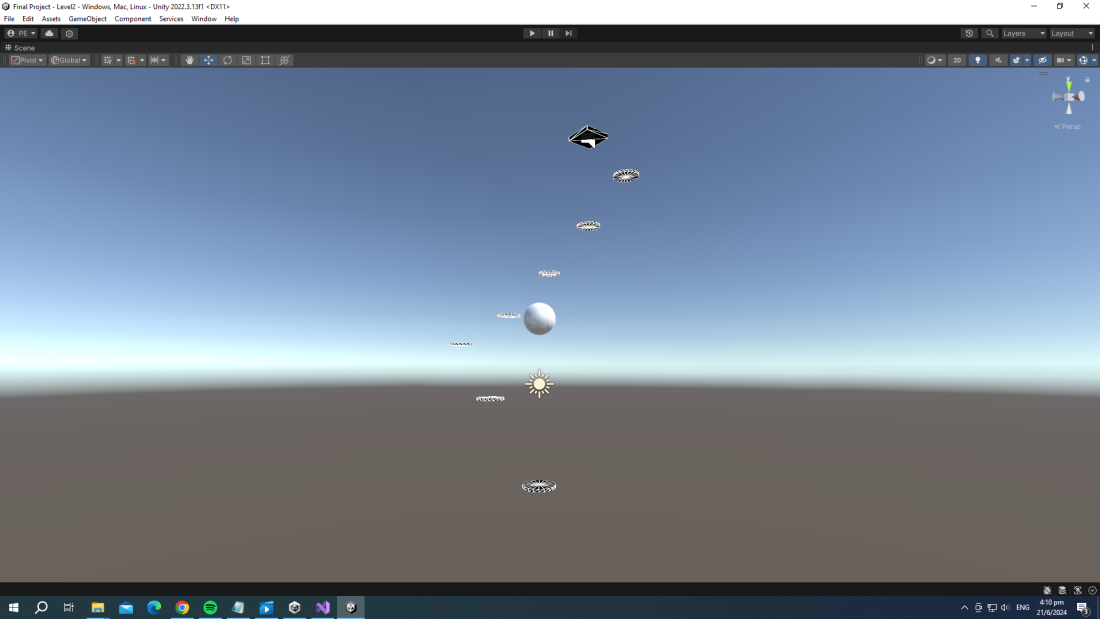 Final Project - Level2 - Windows, Mac, Linux - Unity 2022.3.13f1 <DX11>
File Edit Assets GameObject Component Services Window Help
PE Layers Layout
Scene
Pivot Global 2D
y
Persp
ENG 4:10 pm
21/6/2024
3